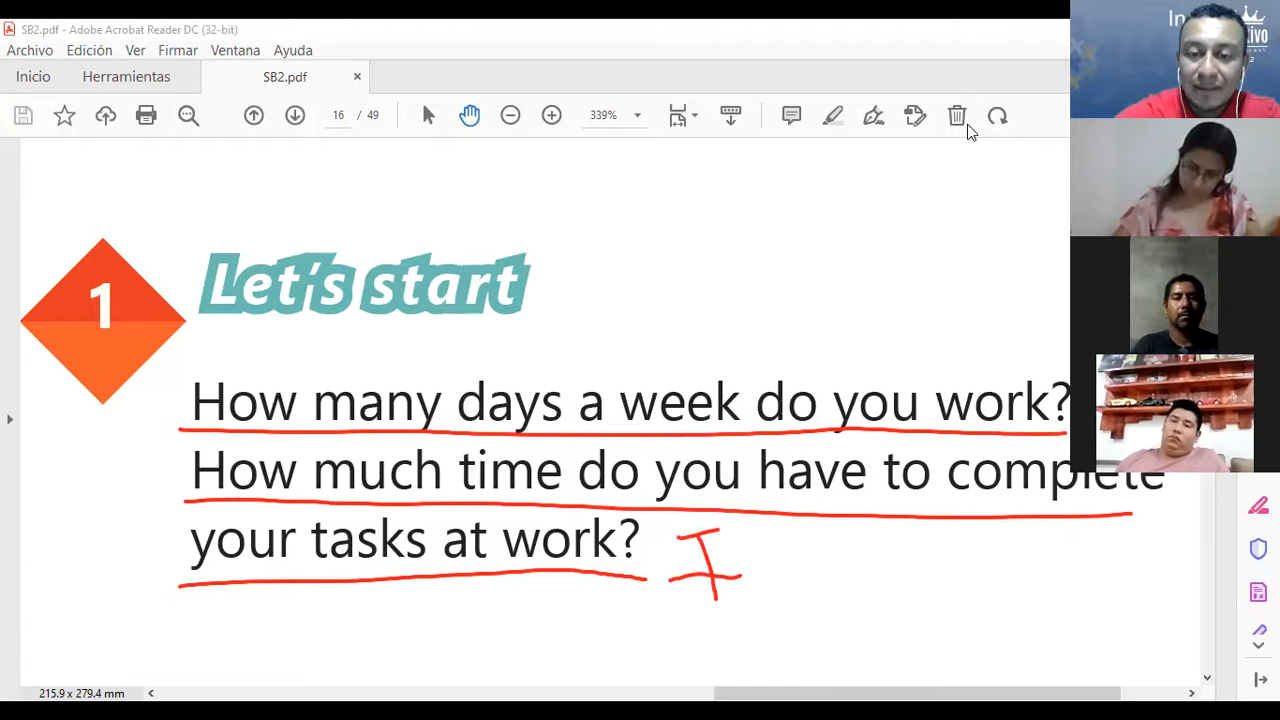 SB2.pdf - Adobe Acrobat Reader DC (32-bit)
Archivo Edición Ver Firmar Ventana Ayuda
Inicio Herramientas SB2.pdf ×
16 / 49 339%
1
Let's start
How many days a week do you work?
How much time do you have to complete
your tasks at work? I
215.9 x 279.4 mm
In
2